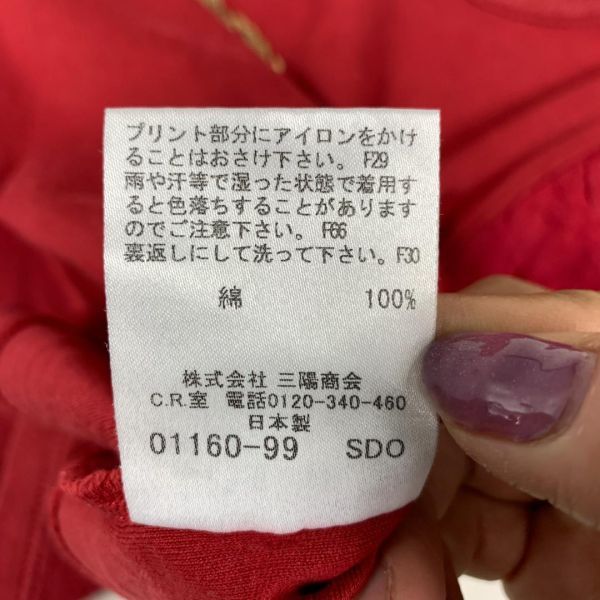 プリント部分にアイロンをかけ
ることはおさけ下さい。F29
雨や汗等で湿った状態で着用す
ると色落ちすることがあります
のでご注意下さい。F66
裏返しにして洗って下さい。F30
綿 100%
株式会社 三陽商会
C.R.室 電話0120-340-460
日本製
01160-99 SDO